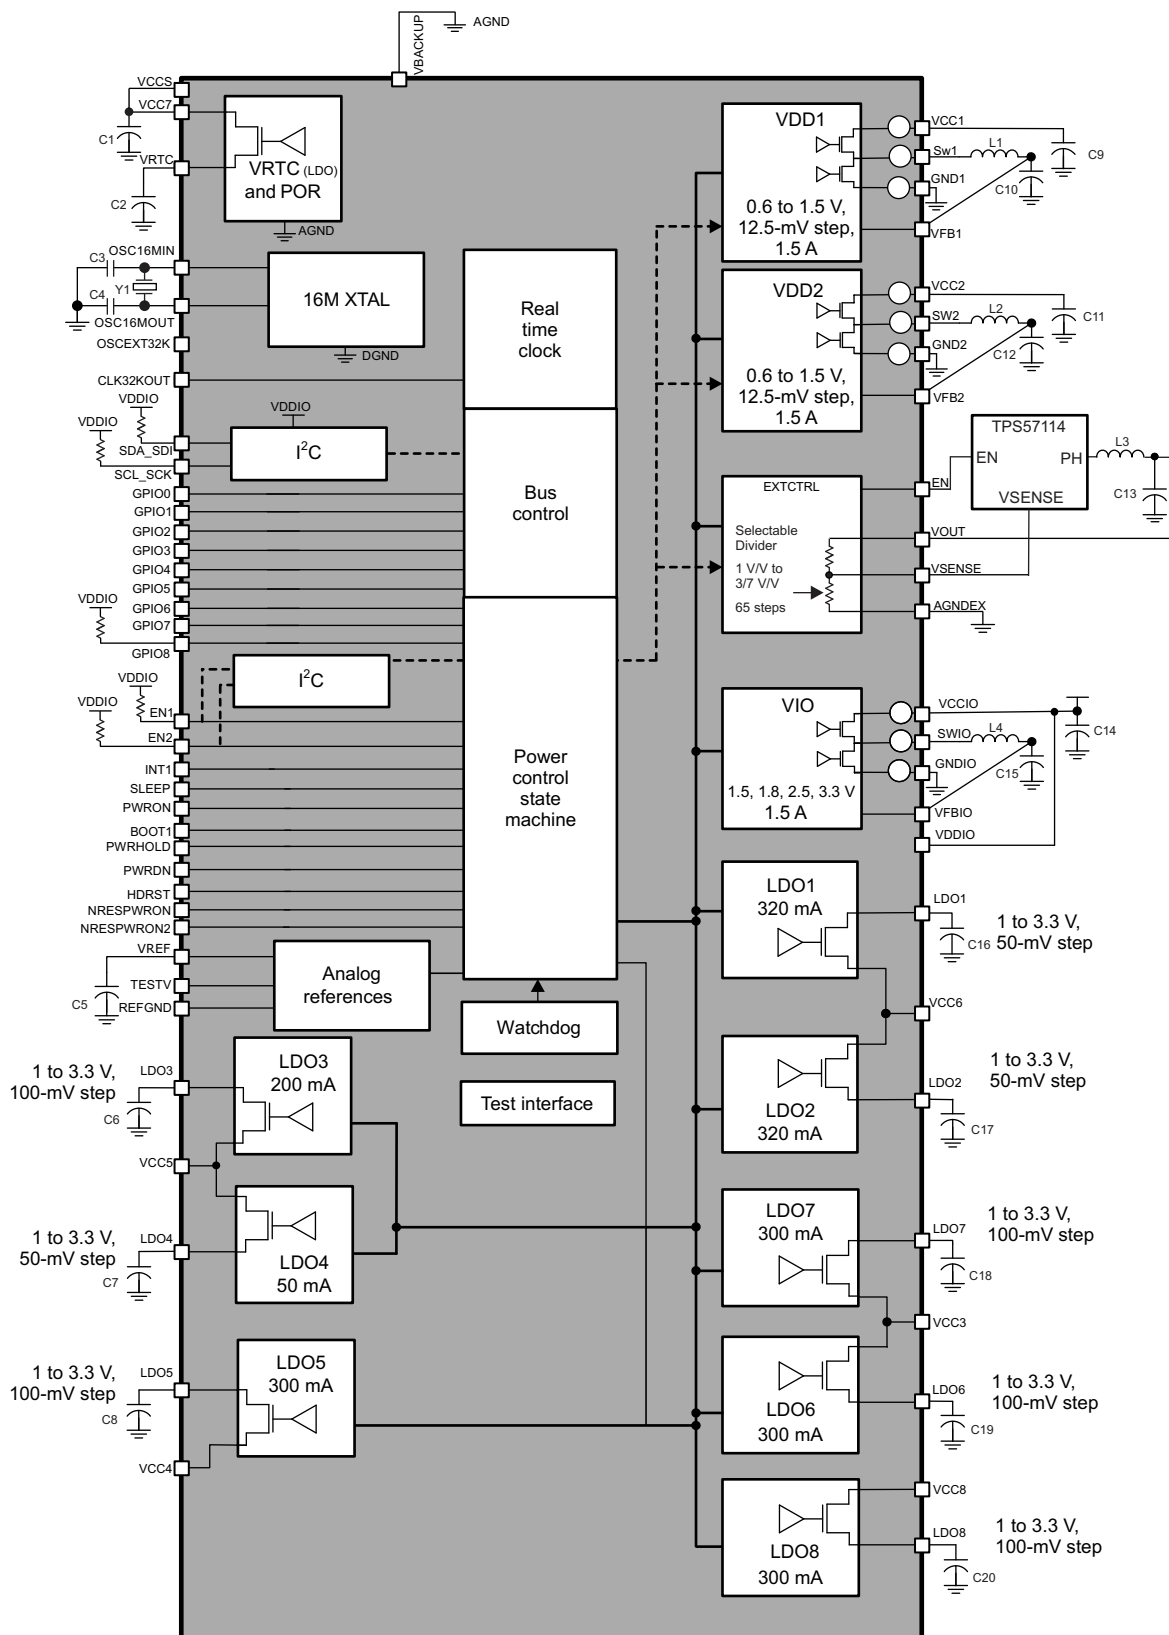 VBACKUP
AGND
VCCS
VCC7
C1
VRTC
C2
VRTC (LDO)
and POR
AGND
OSC16MIN
C3
Y1
C4
OSC16MOUT
16M XTAL
DGND
OSCEXT32K
CLK32KOUT
VDDIO
VDDIO
SDA_SDI
SCL_SCK
VDDIO
I²C
GPIO0
GPIO1
GPIO2
GPIO3
GPIO4
GPIO5
GPIO6
GPIO7
VDDIO
GPIO8
I²C
VDDIO
VDDIO
EN1
EN2
INT1
SLEEP
PWRON
BOOT1
PWRHOLD
PWRDN
HDRST
NRESPWRON
NRESPWRON2
VREF
TESTV
C5
REFGND
Analog
references
Real
time
clock
Bus
control
Power
control
state
machine
Watchdog
Test interface
1 to 3.3 V,
100-mV step
LDO3
C6
LDO3
200 mA
VCC5
1 to 3.3 V,
50-mV step
LDO4
C7
LDO4
50 mA
1 to 3.3 V,
100-mV step
LDO5
C8
LDO5
300 mA
VCC4
VDD1
0.6 to 1.5 V,
12.5-mV step,
1.5 A
VCC1
Sw1
L1
C9
GND1
C10
VFB1
VDD2
0.6 to 1.5 V,
12.5-mV step,
1.5 A
VCC2
SW2
L2
C11
GND2
C12
VFB2
TPS57114
EN
PH
VSENSE
L3
C13
EXTCTRL
Selectable
Divider
1 V/V to
3/7 V/V
65 steps
EN
VOUT
VSENSE
AGNDEX
VIO
1.5, 1.8, 2.5, 3.3 V
1.5 A
VCCIO
SWIO
L4
C14
GNDIO
C15
VFBIO
VDDIO
LDO1
320 mA
LDO1
C16
1 to 3.3 V,
50-mV step
VCC6
LDO2
320 mA
LDO2
C17
1 to 3.3 V,
50-mV step
LDO7
300 mA
LDO7
C18
1 to 3.3 V,
100-mV step
VCC3
LDO6
300 mA
LDO6
C19
1 to 3.3 V,
100-mV step
VCC8
LDO8
300 mA
LDO8
C20
1 to 3.3 V,
100-mV step